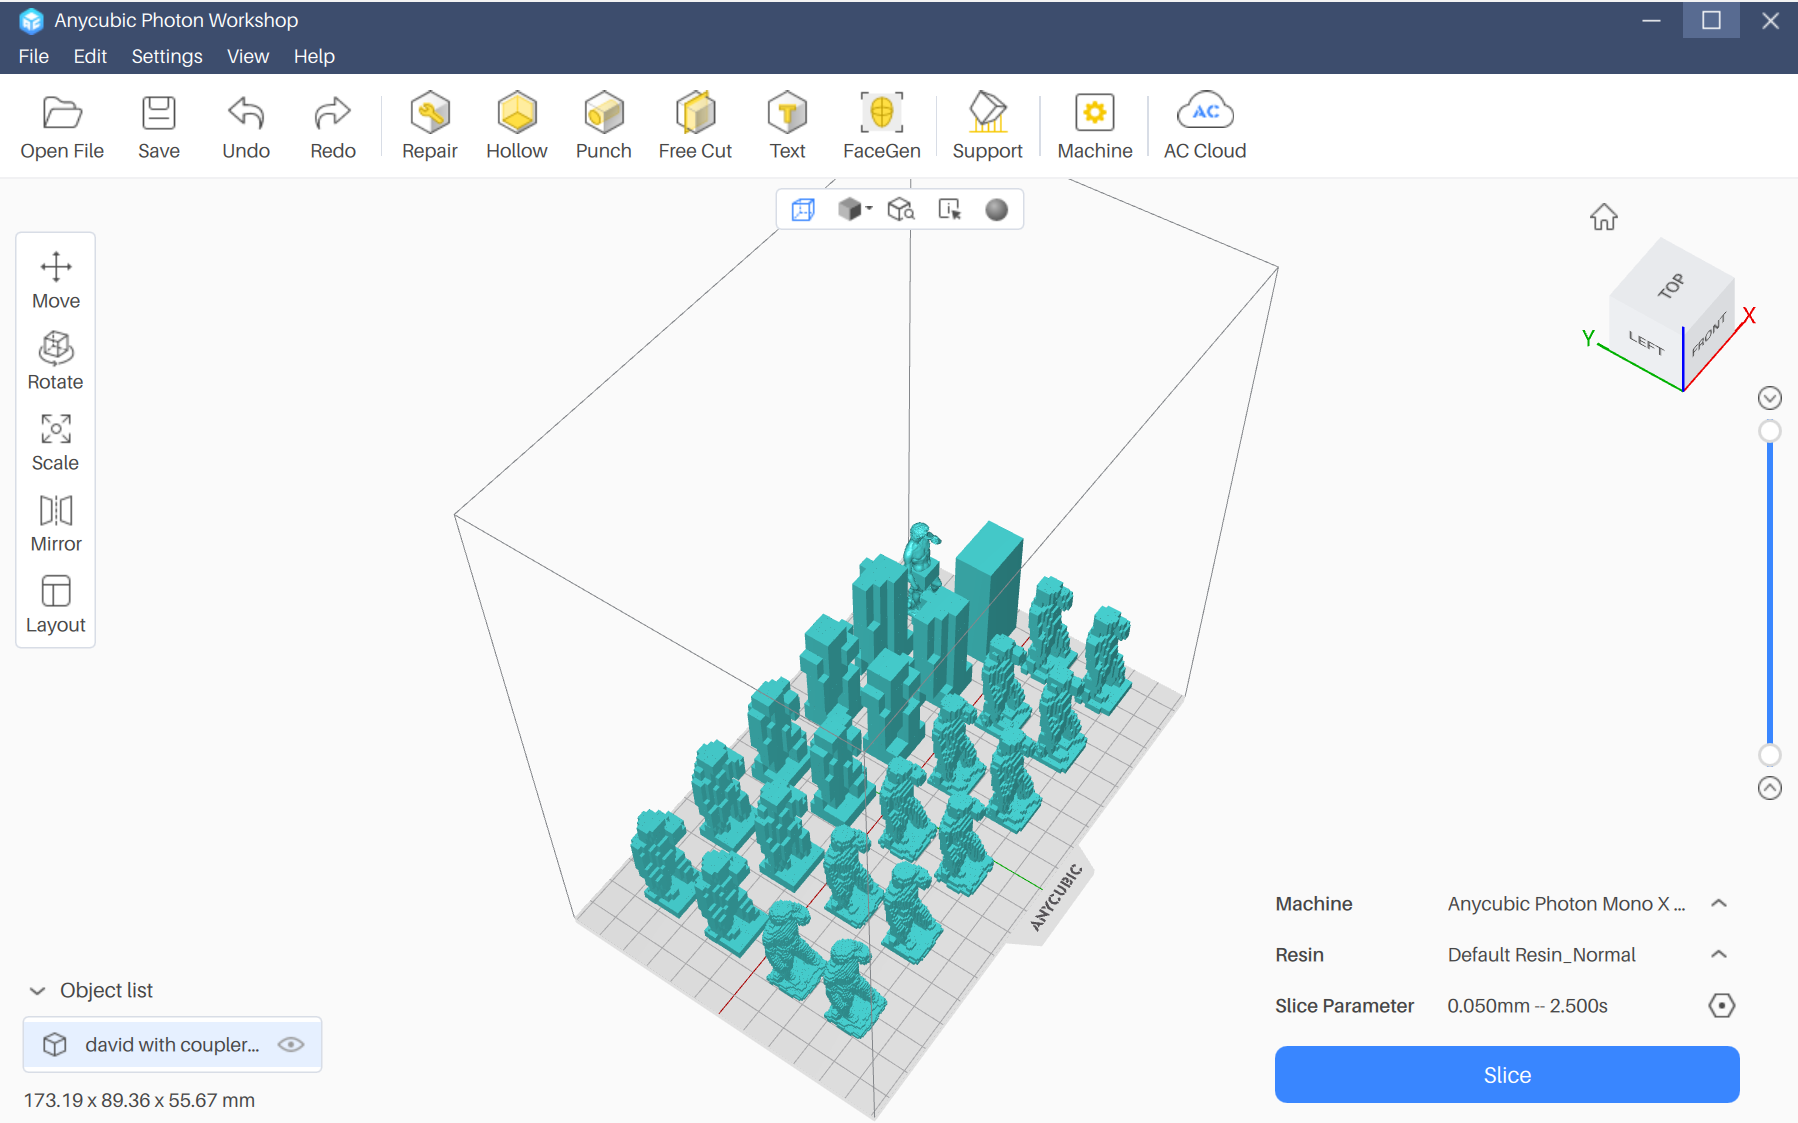 Anycubic Photon Workshop
File Edit Settings View Help
Open File Save Undo Redo Repair Hollow Punch Free Cut Text FaceGen Support Machine AC Cloud
AC
T
Move
Rotate
Scale
Mirror
Layout
TOP
LEFT
FRONT
X
Y
ANYCUBIC
Machine Anycubic Photon Mono X ...
Resin Default Resin_Normal
Slice Parameter 0.050mm -- 2.500s
Slice
Object list
david with coupler...
173.19 x 89.36 x 55.67 mm